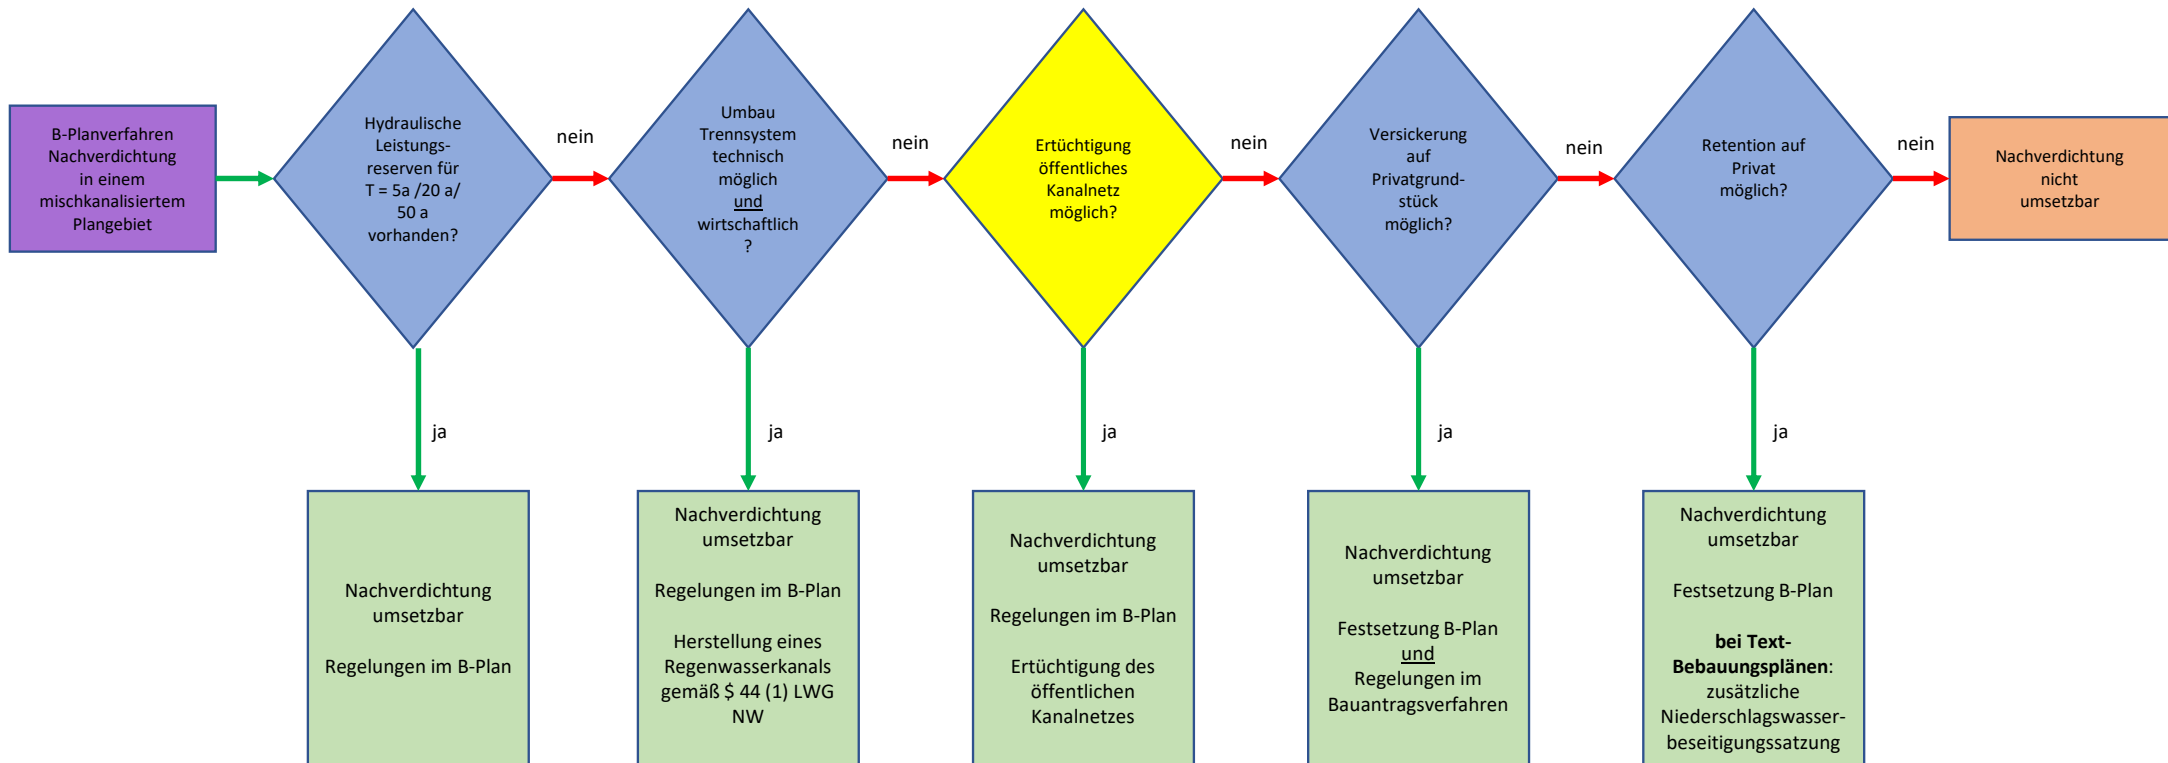 B-Planverfahren
Nachverdichtung
in einem
mischkanalisiertem
Plangebiet
Hydraulische
Leistungs-
reserven für
T = 5a /20 a/
50 a
vorhanden?
nein
Umbau
Trennsystem
technisch
möglich
und
wirtschaftlich
?
nein
Ertüchtigung
öffentliches
Kanalnetz
möglich?
nein
Versickerung
auf
Privatgrund-
stück
möglich?
nein
Retention auf
Privat
möglich?
nein
Nachverdichtung
nicht
umsetzbar
ja
ja
ja
ja
ja
Nachverdichtung
umsetzbar
Regelungen im B-Plan
Nachverdichtung
umsetzbar
Regelungen im B-Plan
Herstellung eines
Regenwasserkanals
gemäß $ 44 (1) LWG
NW
Nachverdichtung
umsetzbar
Regelungen im B-Plan
Ertüchtigung des
öffentlichen
Kanalnetzes
Nachverdichtung
umsetzbar
Festsetzung B-Plan
und
Regelungen im
Bauantragsverfahren
Nachverdichtung
umsetzbar
Festsetzung B-Plan
bei Text-
Bebauungsplänen:
zusätzliche
Niederschlagswasser-
beseitigungssatzung